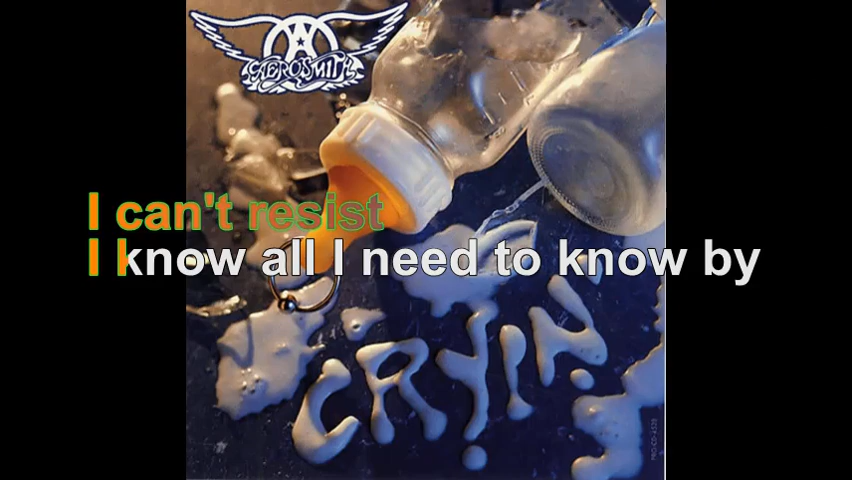 AEROSMITH
I can't resist
I know all I need to know by
CRYIN'